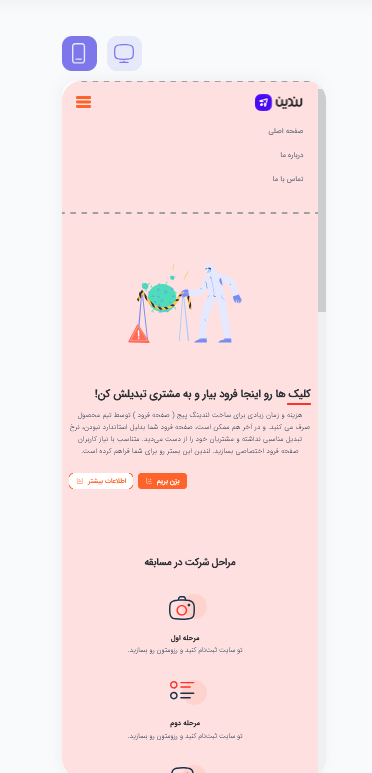 لندین
صفحه اصلی
درباره ما
تماس با ما
کلیک ها رو اینجا فرود بیار و به مشتری تبدیلش کن!
هزینه و زمان زیادی برای ساخت لندینگ پیج ( صفحه فرود ) توسط تیم محصول
صرف می کنید. و در آخر هم ممکن است، صفحه فرود شما بدلیل استاندارد نبودن، نرخ
تبدیل مناسبی نداشته و مشتریان خود را از دست می‌دید. متناسب با نیاز کاربران
صفحه فرود اختصاصی بسازید. لندین این بستر رو برای شما فراهم کرده است.
بزن بریم
اطلاعات بیشتر
مراحل شرکت در مسابقه
مرحله اول
تو سایت ثبت‌نام کنید و رزومتون رو بسازید.
مرحله دوم
تو سایت ثبت‌نام کنید و رزومتون رو بسازید.